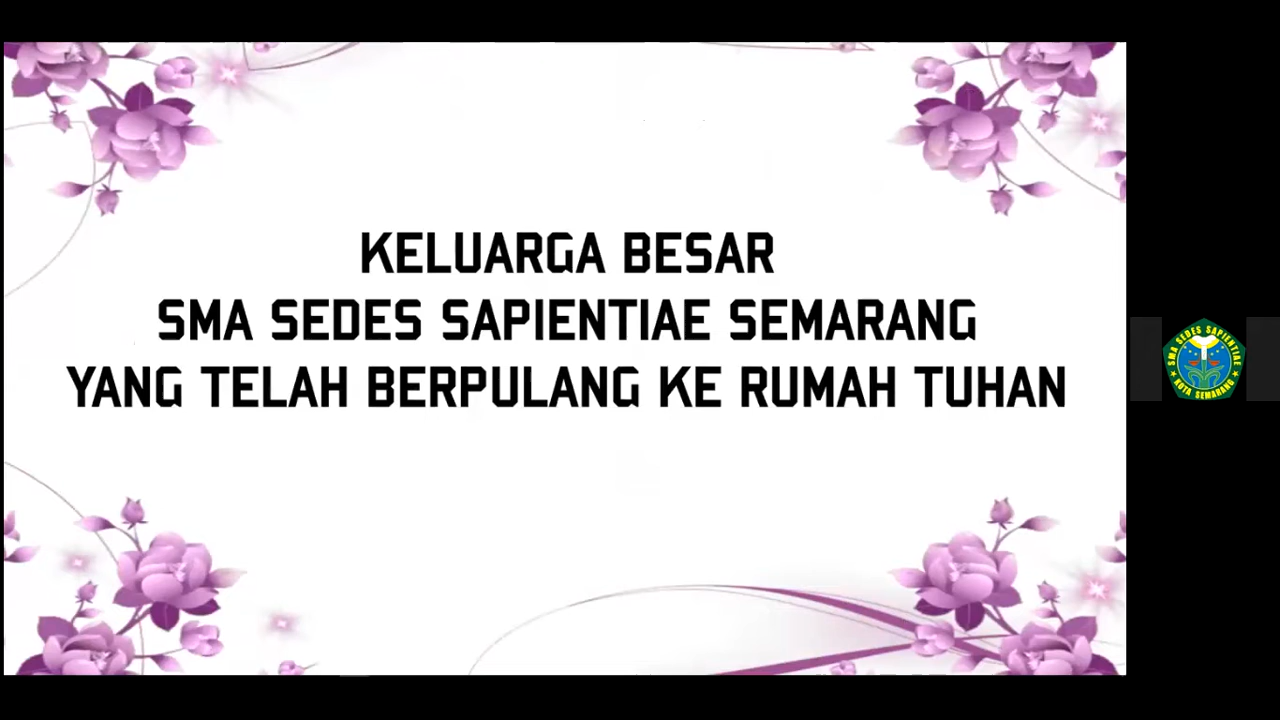 KELUARGA BESAR
SMA SEDES SAPIENTIAE SEMARANG
YANG TELAH BERPULANG KE RUMAH TUHAN
SMA SEDES SAPIENTIAE
KOTA SEMARANG